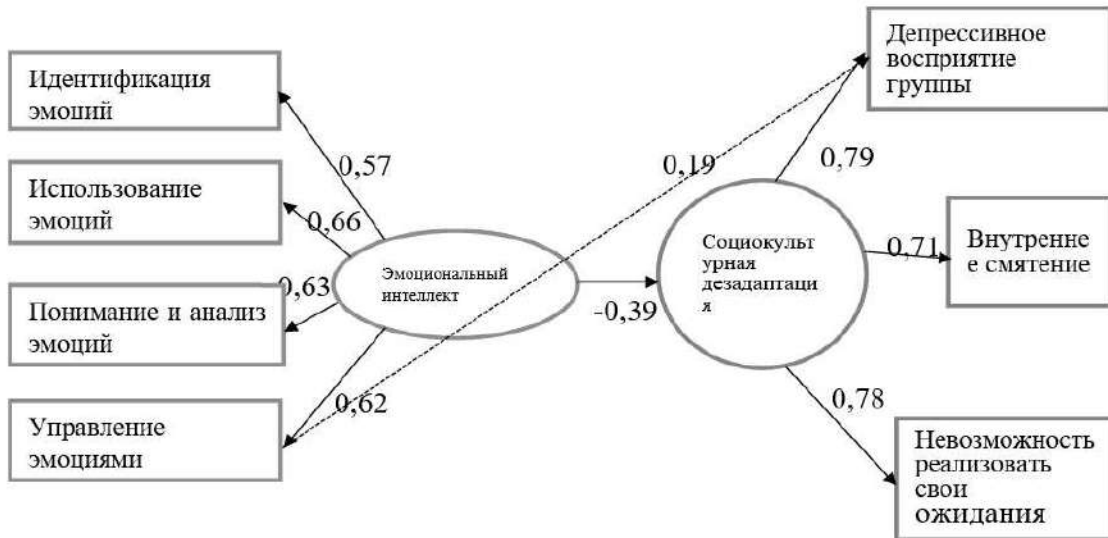 Идентификация
эмоций
0,57
Использование
эмоций
0,66
0,63
Понимание и анализ
эмоций
Управление
эмоциями
0,62
Эмоциональный
интеллект
-0,39
0,19
Социокульт
урная
дезадаптаци
я
Депрессивное
восприятие
группы
0,79
0,71
Внутренне
е смятение
0,78
Невозможность
реализовать
свои
ожидания